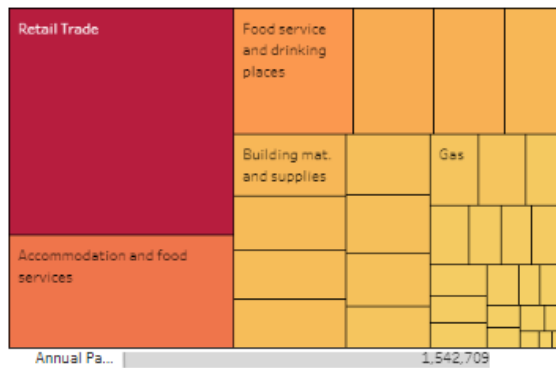 Retail Trade
Food service
and drinking
places
Building mat.
and supplies
Gas
Accommodation and food
services
Annual Pa...
1,542,709